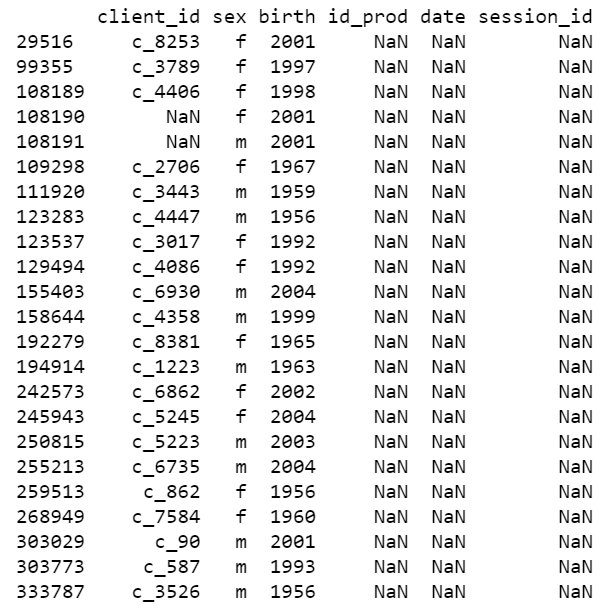 client_id sex birth id_prod date session_id
29516 c_8253 f 2001 NaN NaN NaN
99355 c_3789 f 1997 NaN NaN NaN
108189 c_4406 f 1998 NaN NaN NaN
108190 NaN f 2001 NaN NaN NaN
108191 NaN m 2001 NaN NaN NaN
109298 c_2706 f 1967 NaN NaN NaN
111920 c_3443 m 1959 NaN NaN NaN
123283 c_4447 m 1956 NaN NaN NaN
123537 c_3017 f 1992 NaN NaN NaN
129494 c_4086 f 1992 NaN NaN NaN
155403 c_6930 m 2004 NaN NaN NaN
158644 c_4358 m 1999 NaN NaN NaN
192279 c_8381 f 1965 NaN NaN NaN
194914 c_1223 m 1963 NaN NaN NaN
242573 c_6862 f 2002 NaN NaN NaN
245943 c_5245 f 2004 NaN NaN NaN
250815 c_5223 m 2003 NaN NaN NaN
255213 c_6735 m 2004 NaN NaN NaN
259513 c_862 f 1956 NaN NaN NaN
268949 c_7584 f 1960 NaN NaN NaN
303029 c_90 m 2001 NaN NaN NaN
303773 c_587 m 1993 NaN NaN NaN
333787 c_3526 m 1956 NaN NaN NaN